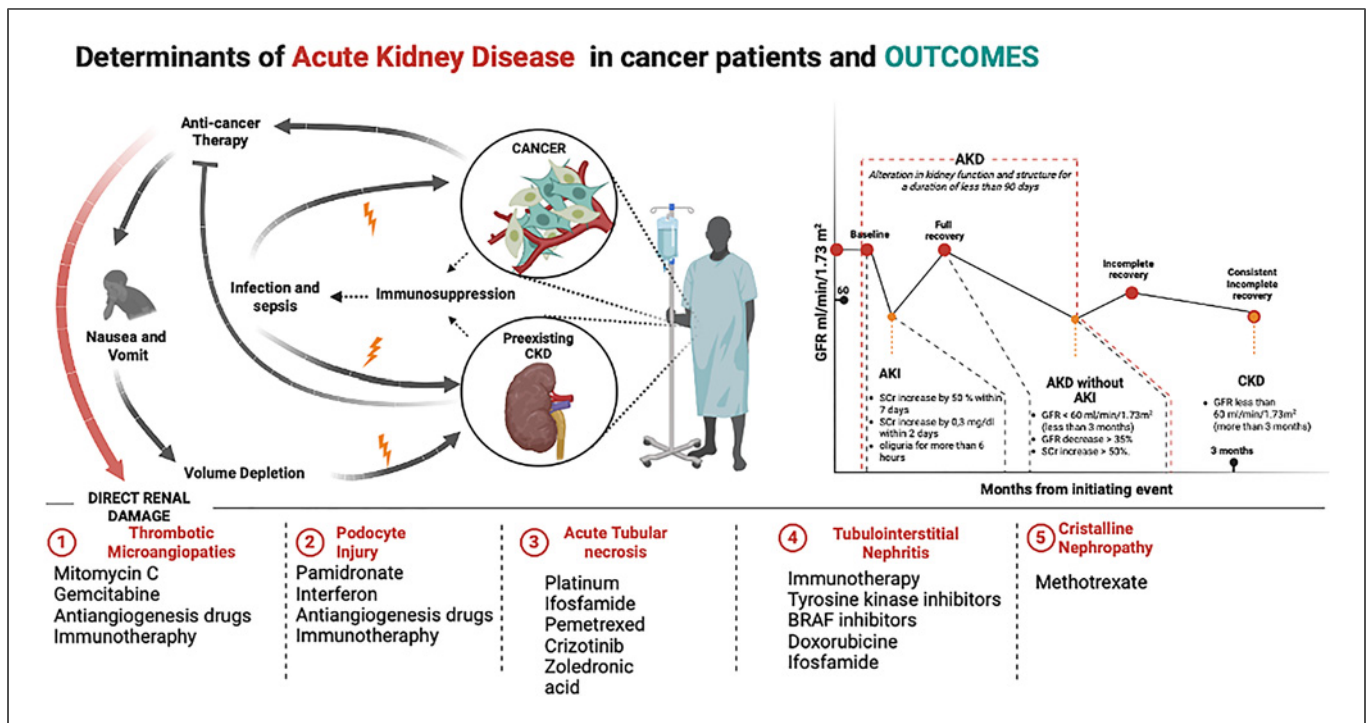 Determinants of Acute Kidney Disease in cancer patients and OUTCOMES
Anti-cancer
Therapy
CANCER
Infection and
sepsis
Immunosuppression
Nausea and
Vomit
Preexisting
CKD
Volume Depletion
AKD
Alteration in kidney function and structure for
a duration of less than 90 days
GFR ml/min/1.73 m²
60
Baseline
Full
recovery
Incomplete
recovery
Consistent
Incomplete
recovery
AKI
• SCr increase by 50 % within
7 days
• SCr increase by 0,3 mg/dl
within 2 days
• oliguria for more than 6
hours
AKD without
AKI
• GFR < 60 ml/min/1.73m²
(less than 3 months)
• GFR decrease > 35%
• SCr increase > 50%.
CKD
• GFR less than
60 ml/min/1.73m²
(more than 3 months)
3 months
Months from initiating event
DIRECT RENAL
DAMAGE
1 Thrombotic
Microangiopaties
Mitomycin C
Gemcitabine
Antiangiogenesis drugs
Immunotheraphy
2 Podocyte
Injury
Pamidronate
Interferon
Antiangiogenesis drugs
Immunotheraphy
3 Acute Tubular
necrosis
Platinum
Ifosfamide
Pemetrexed
Crizotinib
Zoledronic
acid
4 Tubulointerstitial
Nephritis
Immunotherapy
Tyrosine kinase inhibitors
BRAF inhibitors
Doxorubicine
Ifosfamide
5 Cristalline
Nephropathy
Methotrexate